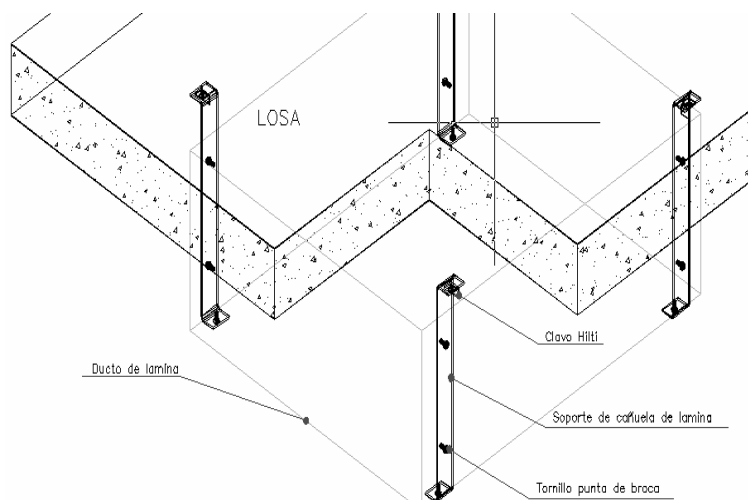 LOSA
Clavo Hilti
Ducto de lamina
Soporte de cañuela de lamina
Tornillo punta de broca